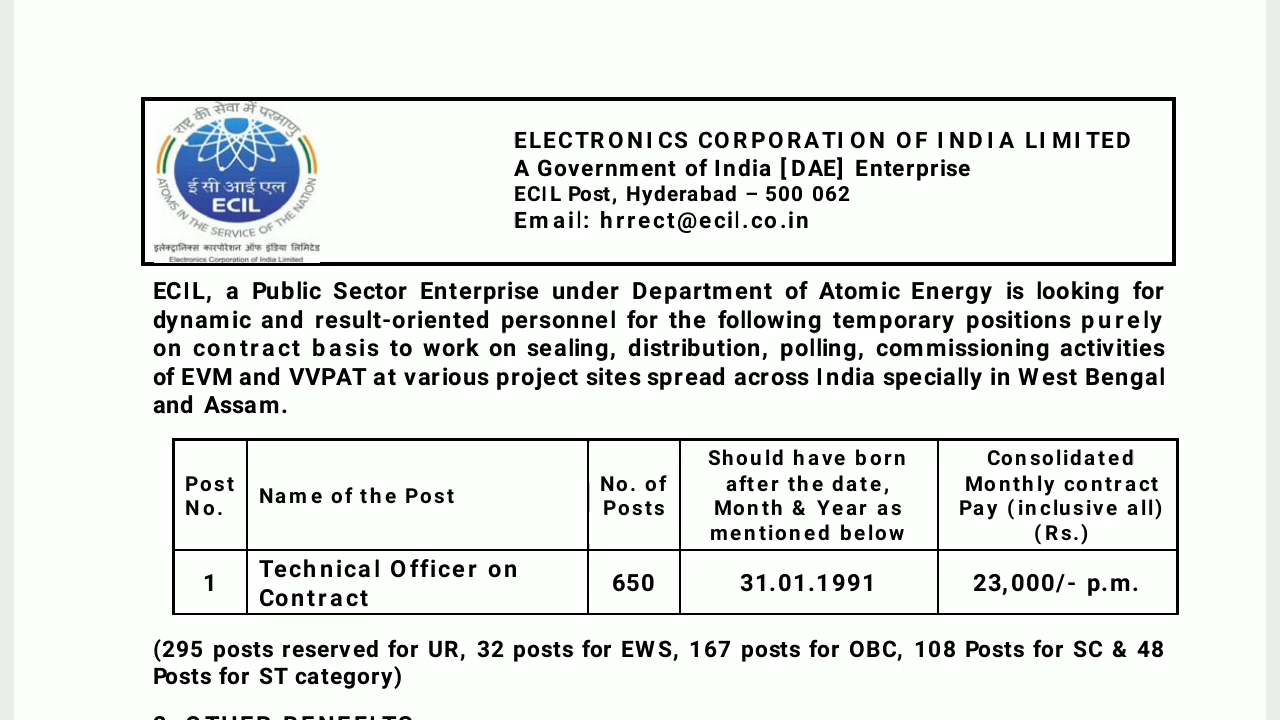 राष्ट्र की सेवा में परमाणु
ई सी आई एल
ECIL
ATOMS IN THE SERVICE OF THE NATION
इलेक्ट्रानिक्स कारपोरेशन ऑफ इंडिया लिमिटेड
Electronics Corporation of India Limited
ELECTRONICS CORPORATION OF INDIA LIMITED
A Government of India [DAE] Enterprise
ECIL Post, Hyderabad – 500 062
Email: hrrect@ecil.co.in
ECIL, a Public Sector Enterprise under Department of Atomic Energy is looking for
dynamic and result-oriented personnel for the following temporary positions purely
on contract basis to work on sealing, distribution, polling, commissioning activities
of EVM and VVPAT at various project sites spread across India specially in West Bengal
and Assam.
Post No.
Name of the Post
No. of Posts
Should have born after the date, Month & Year as mentioned below
Consolidated Monthly contract Pay (inclusive all) (Rs.)
1
Technical Officer on Contract
650
31.01.1991
23,000/- p.m.
(295 posts reserved for UR, 32 posts for EWS, 167 posts for OBC, 108 Posts for SC & 48
Posts for ST category)
2. OTHER BENEFITS